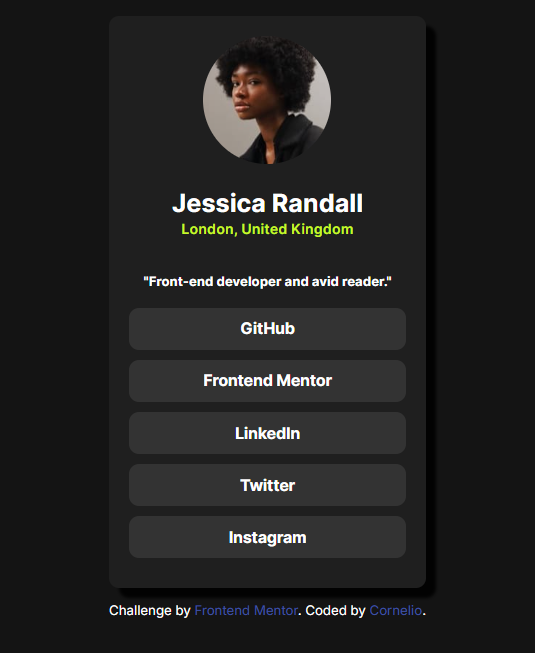 Jessica Randall
London, United Kingdom
"Front-end developer and avid reader."
GitHub
Frontend Mentor
LinkedIn
Twitter
Instagram
Challenge by Frontend Mentor. Coded by Cornelio.